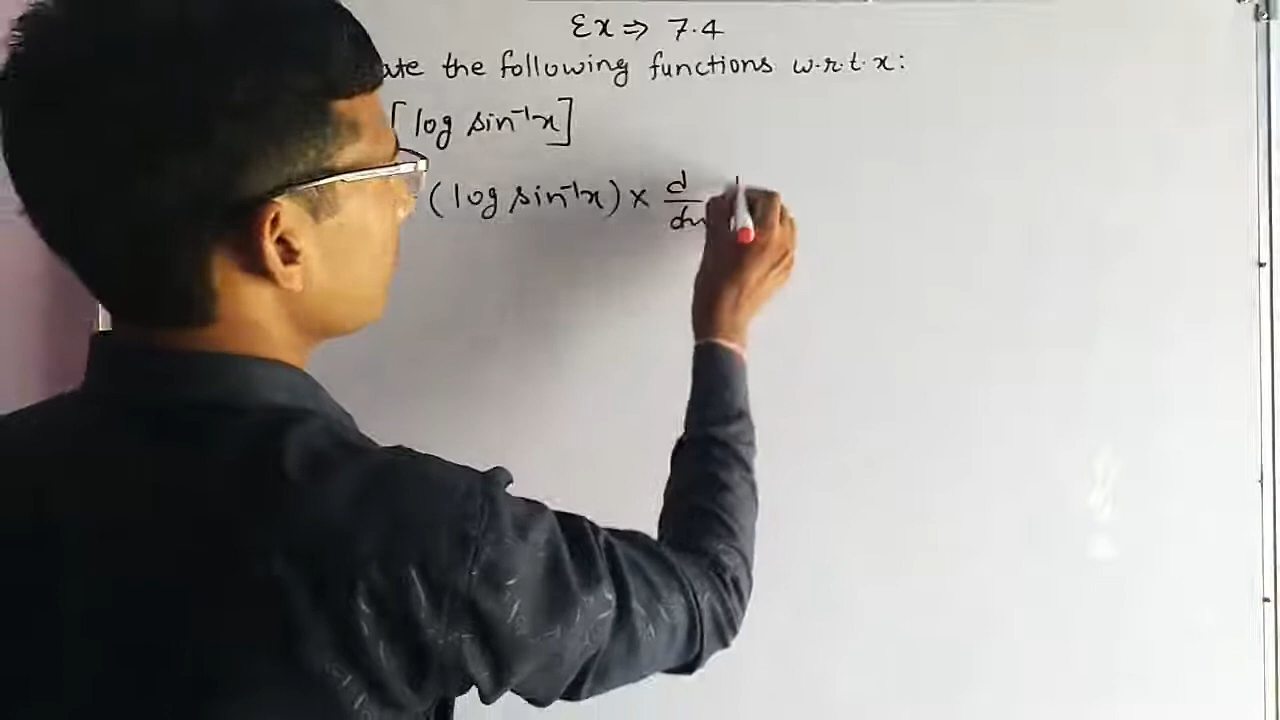 Ex ⇒ 7.4
ate the following functions w.r.t. x:
[log sin⁻¹x]
(log sin⁻¹x) × d/dx